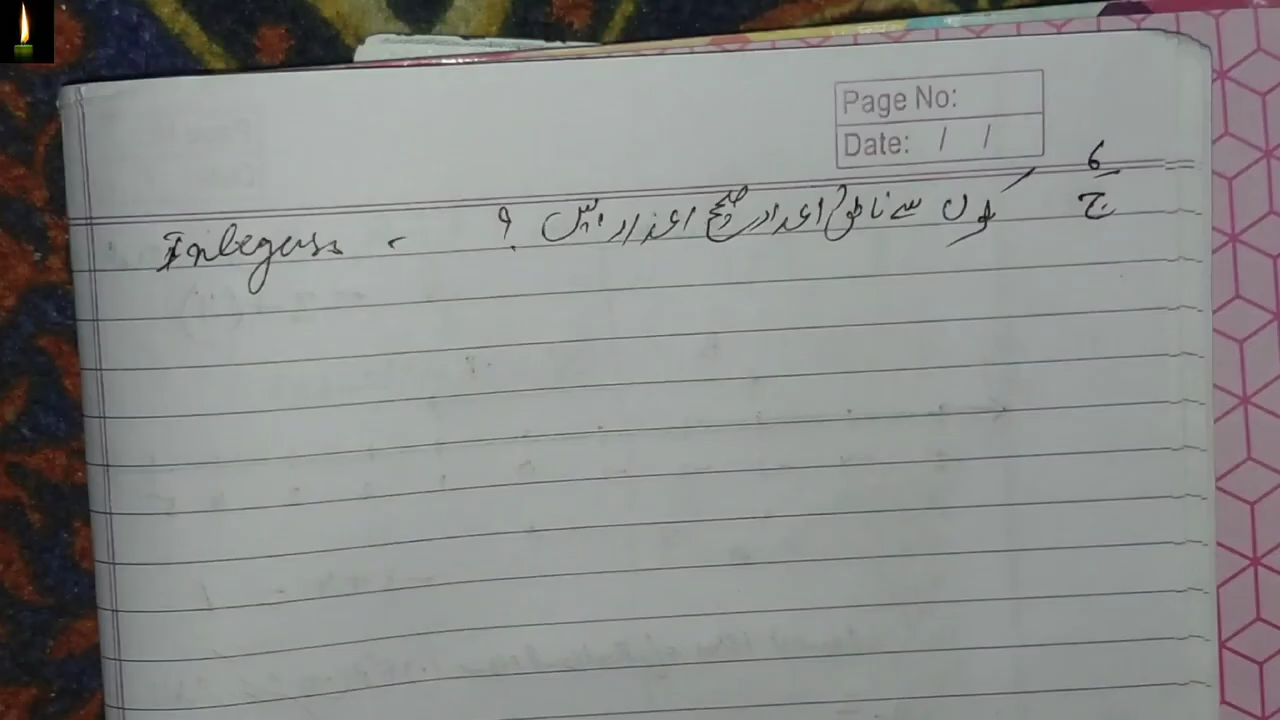 Page No:
Date: / /
6
ج کون سے ناطق اعداد صحیح اعداد ہیں ؟ - Integers